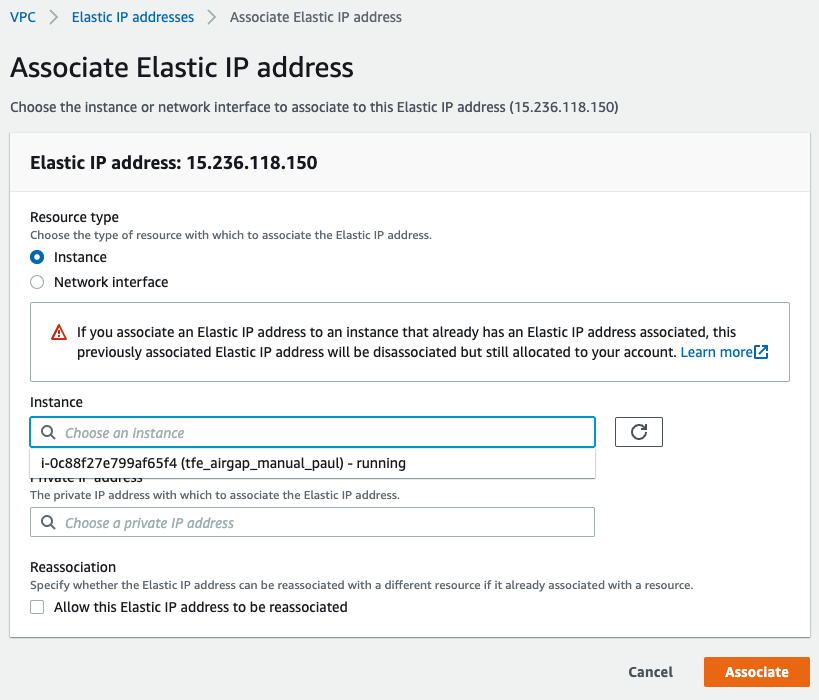 VPC > Elastic IP addresses > Associate Elastic IP address
Associate Elastic IP address
Choose the instance or network interface to associate to this Elastic IP address (15.236.118.150)
Elastic IP address: 15.236.118.150
Resource type
Choose the type of resource with which to associate the Elastic IP address.
Instance
Network interface
If you associate an Elastic IP address to an instance that already has an Elastic IP address associated, this
previously associated Elastic IP address will be disassociated but still allocated to your account. Learn more
Instance
Choose an instance
i-0c88f27e799af65f4 (tfe_airgap_manual_paul) - running
Private IP address
The private IP address with which to associate the Elastic IP address.
Choose a private IP address
Reassociation
Specify whether the Elastic IP address can be reassociated with a different resource if it already associated with a resource.
Allow this Elastic IP address to be reassociated
Cancel
Associate